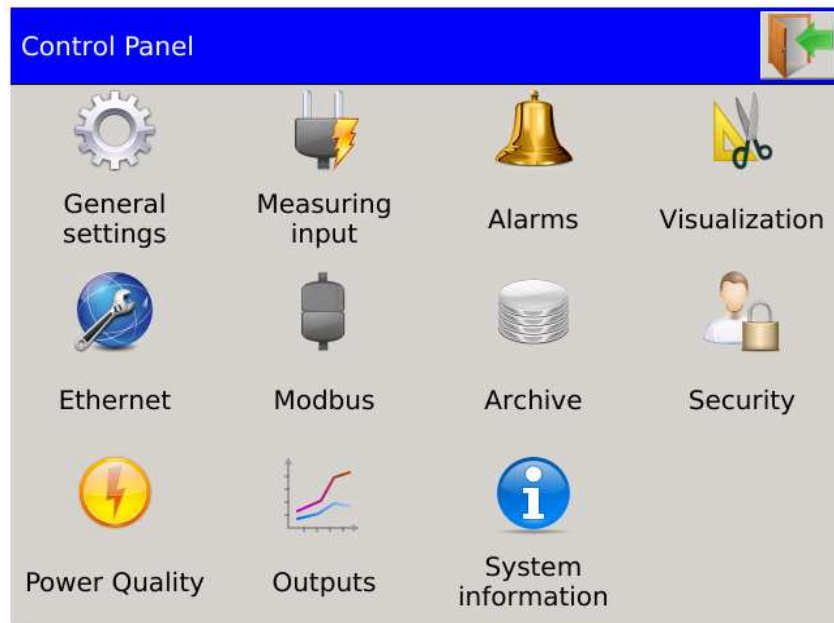 Control Panel
General
settings
Measuring
input
Alarms
Visualization
Ethernet
Modbus
Archive
Security
Power Quality
Outputs
System
information